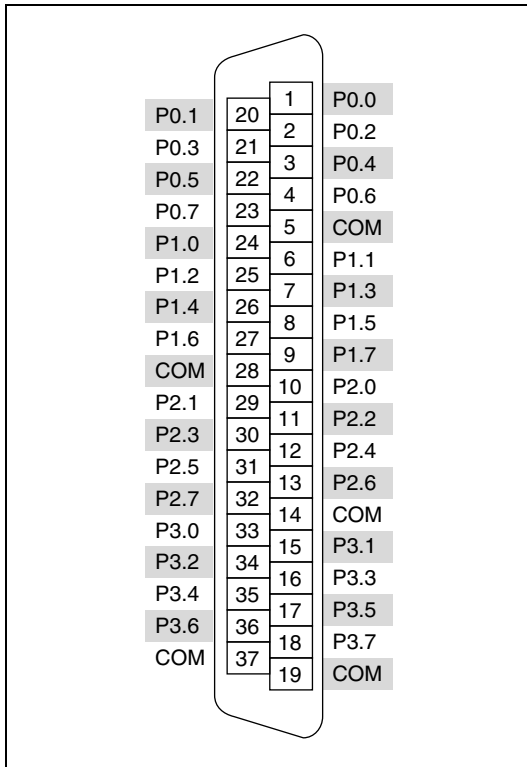 1 P0.0
P0.1 20
2 P0.2
P0.3 21
3 P0.4
P0.5 22
4 P0.6
P0.7 23
5 COM
P1.0 24
6 P1.1
P1.2 25
7 P1.3
P1.4 26
8 P1.5
P1.6 27
9 P1.7
COM 28
10 P2.0
P2.1 29
11 P2.2
P2.3 30
12 P2.4
P2.5 31
13 P2.6
P2.7 32
14 COM
P3.0 33
15 P3.1
P3.2 34
16 P3.3
P3.4 35
17 P3.5
P3.6 36
18 P3.7
COM 37
19 COM